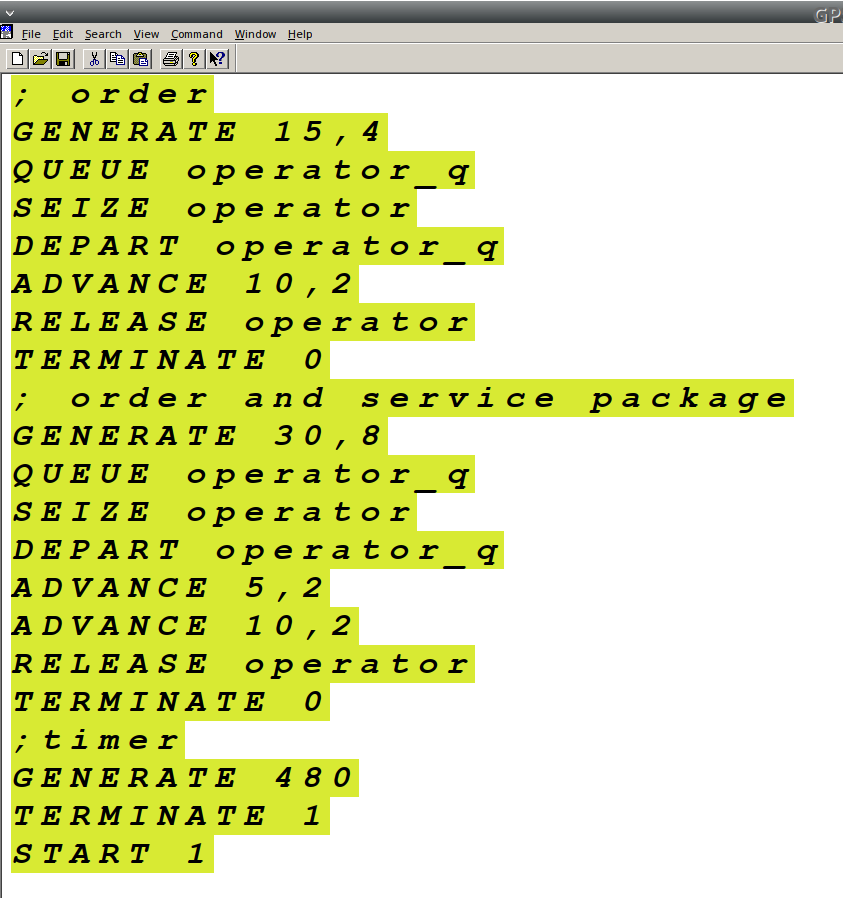 GP
File Edit Search View Command Window Help
; order
GENERATE 15,4
QUEUE operator_q
SEIZE operator
DEPART operator_q
ADVANCE 10,2
RELEASE operator
TERMINATE 0
; order and service package
GENERATE 30,8
QUEUE operator_q
SEIZE operator
DEPART operator_q
ADVANCE 5,2
ADVANCE 10,2
RELEASE operator
TERMINATE 0
;timer
GENERATE 480
TERMINATE 1
START 1